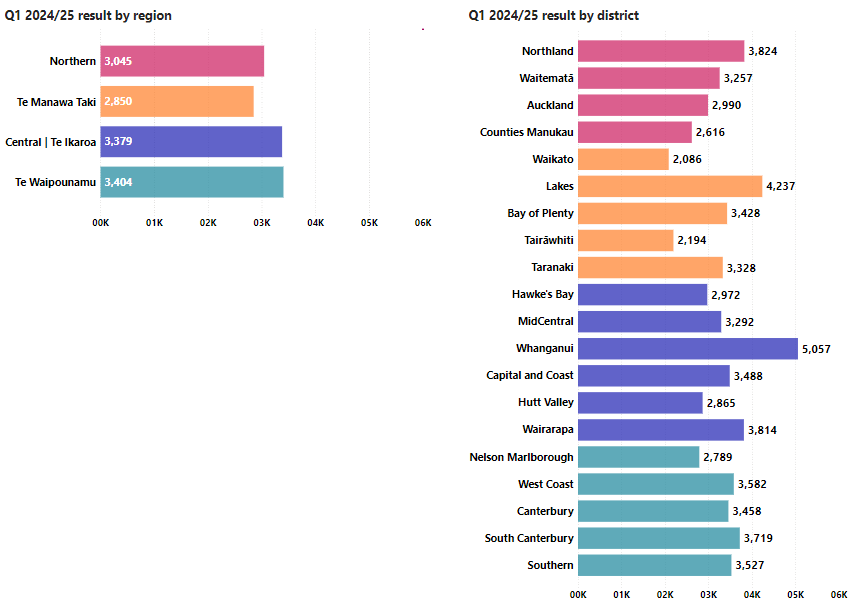 Q1 2024/25 result by region
Northern 3,045
Te Manawa Taki 2,850
Central | Te Ikaroa 3,379
Te Waipounamu 3,404
00K 01K 02K 03K 04K 05K 06K
Q1 2024/25 result by district
Northland 3,824
Waitematā 3,257
Auckland 2,990
Counties Manukau 2,616
Waikato 2,086
Lakes 4,237
Bay of Plenty 3,428
Tairāwhiti 2,194
Taranaki 3,328
Hawke's Bay 2,972
MidCentral 3,292
Whanganui 5,057
Capital and Coast 3,488
Hutt Valley 2,865
Wairarapa 3,814
Nelson Marlborough 2,789
West Coast 3,582
Canterbury 3,458
South Canterbury 3,719
Southern 3,527
00K 01K 02K 03K 04K 05K 06K